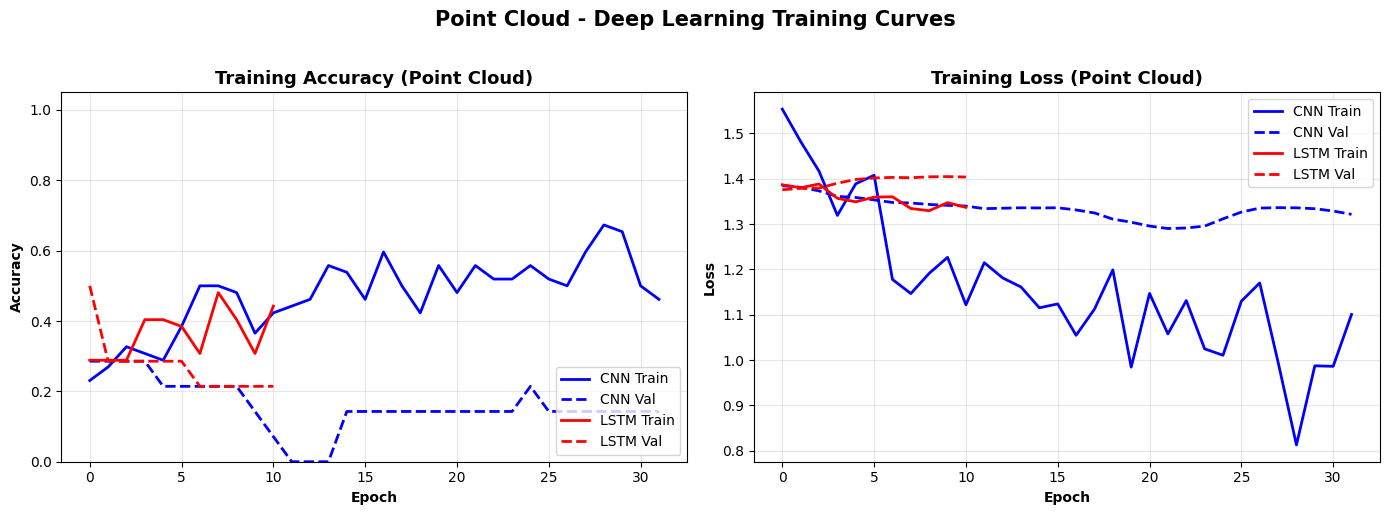 Point Cloud - Deep Learning Training Curves
Training Accuracy (Point Cloud)
Accuracy
1.0
0.8
0.6
0.4
0.2
0.0
0 5 10 15 20 25 30
Epoch
CNN Train
CNN Val
LSTM Train
LSTM Val
Training Loss (Point Cloud)
Loss
1.5
1.4
1.3
1.2
1.1
1.0
0.9
0.8
0 5 10 15 20 25 30
Epoch
CNN Train
CNN Val
LSTM Train
LSTM Val